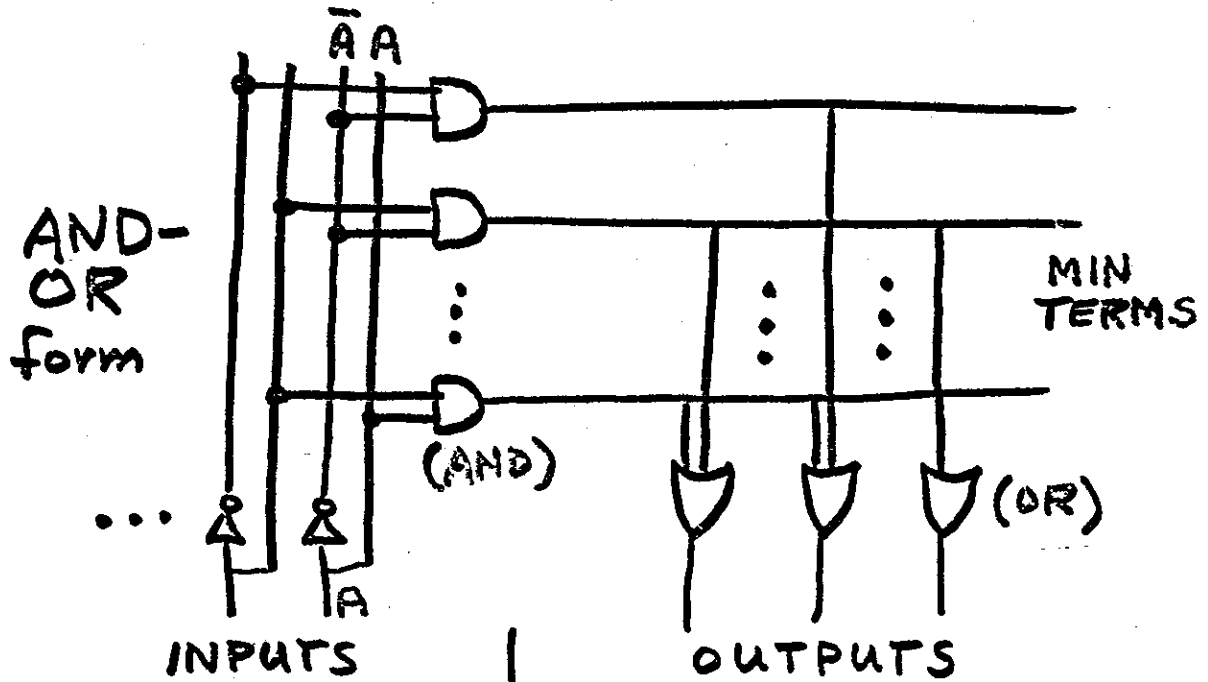 Ā A
AND-
OR
form
MIN
TERMS
(AND)
(OR)
A
INPUTS
OUTPUTS